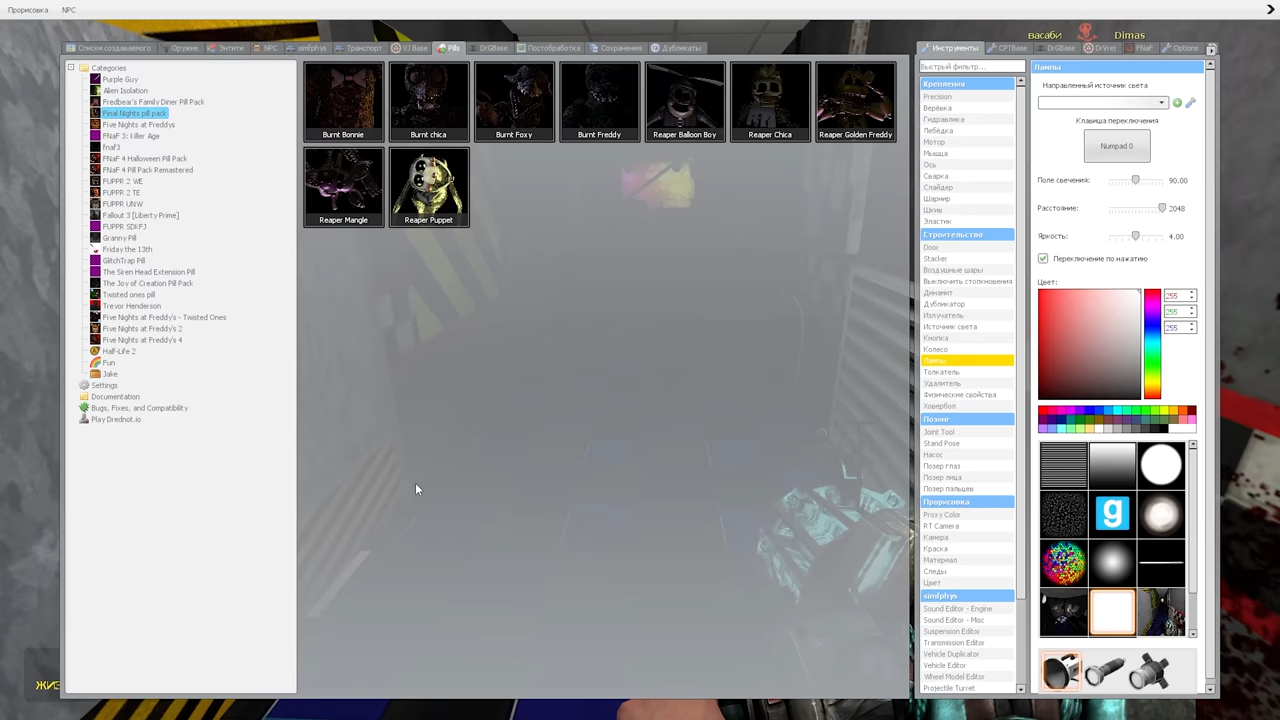 Прорисовка NPC
васаби Dimas
Списки создаваемого Оружие Энтити NPC simfphys Транспорт VJ Base Pills DrGBase Постобработка Сохранения Дубликаты
Categories
Purple Guy
Alien Isolation
Fredbear's Family Diner Pill Pack
Final Nights pill pack
Five Nights at Freddys
FNaF 3: Killer Age
fnaf3
FNaF 4 Halloween Pill Pack
FNaF 4 Pill Pack Remastered
FUPPR 2 WE
FUPPR 2 TE
FUPPR UNW
Fallout 3 [Liberty Prime]
FUPPR SDI:FJ
Granny Pill
Friday the 13th
GlitchTrap Pill
The Siren Head Extension Pill
The Joy of Creation Pill Pack
Twisted ones pill
Trevor Henderson
Five Nights at Freddy's - Twisted Ones
Five Nights at Freddy's 2
Five Nights at Freddy's 4
Half-Life 2
Fun
Jake
Settings
Documentation
Bugs, Fixes, and Compatibility
Play Drednot.io
Burnt Bonnie Burnt chica Burnt Foxy Burnt Freddy Reaper Balloon Boy Reaper Chica Reaper Golden Freddy
Reaper Mangle Reaper Puppet
Инструменты CPTBase DrGBase DrVrej FNaF Options
Быстрый фильтр...
Крепления
Precision
Верёвка
Гидравлика
Лебёдка
Мотор
Мышца
Ось
Сварка
Слайдер
Шарнир
Шкив
Эластик
Строительство
Door
Stacker
Воздушные шары
Выключить столкновения
Динамит
Дубликатор
Излучатель
Источник света
Кнопка
Колесо
Лампы
Толкатель
Удалитель
Физические свойства
Ховербол
Позинг
Joint Tool
Stand Pose
Насос
Позер глаз
Позер лица
Позер пальцев
Прорисовка
Proxy Color
RT Camera
Камера
Краска
Материал
Следы
Цвет
simfphys
Sound Editor - Engine
Sound Editor - Misc
Suspension Editor
Transmission Editor
Vehicle Duplicator
Vehicle Editor
Wheel Model Editor
Projectile Turret
Лампы
Направленный источник света
Клавиша переключения
Numpad 0
Поле свечения: 90.00
Расстояние: 2048
Яркость: 4.00
Переключение по нажатию
Цвет:
255
255
255
g